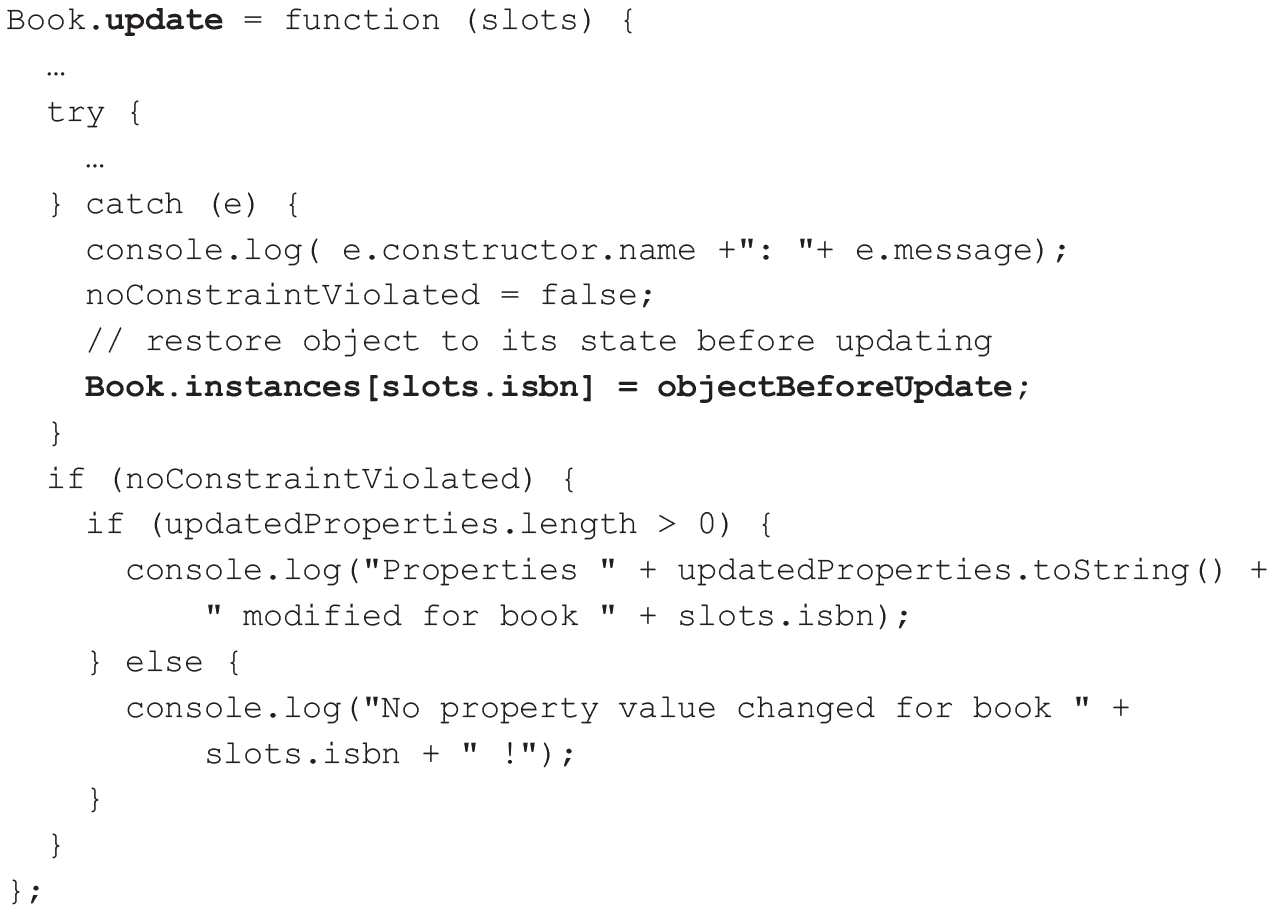 Book.update = function (slots) {
  …
  try {
    …
  } catch (e) {
    console.log( e.constructor.name +": "+ e.message);
    noConstraintViolated = false;
    // restore object to its state before updating
    Book.instances[slots.isbn] = objectBeforeUpdate;
  }
  if (noConstraintViolated) {
    if (updatedProperties.length > 0) {
      console.log("Properties " + updatedProperties.toString() +
          " modified for book " + slots.isbn);
    } else {
      console.log("No property value changed for book " +
          slots.isbn + " !");
    }
  }
};